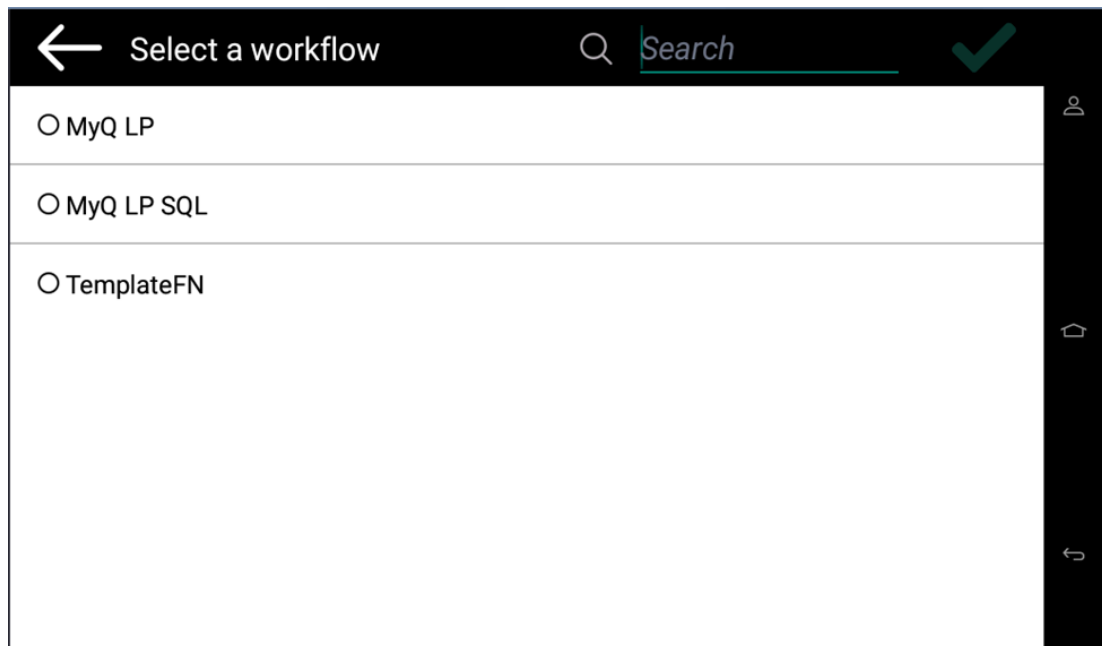 Select a workflow
Search
MyQ LP
MyQ LP SQL
TemplateFN